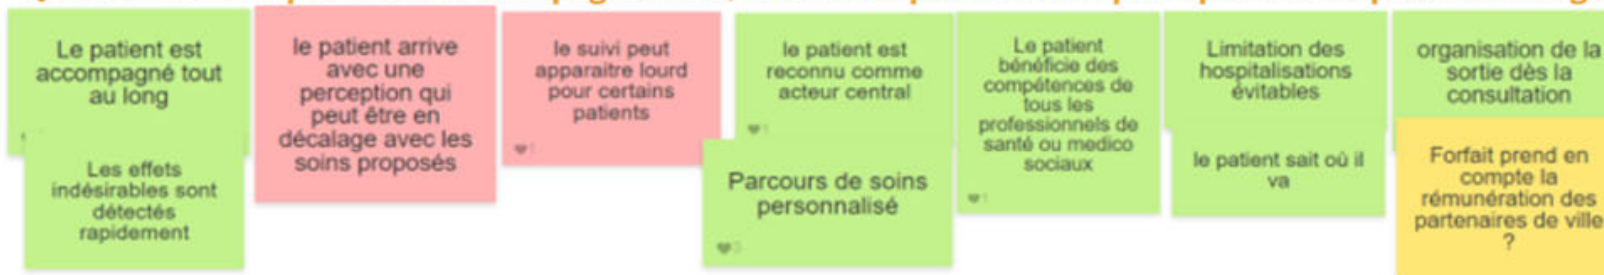 Le patient est
accompagné tout
au long
Les effets
indésirables sont
détectés
rapidement
le patient arrive
avec une
perception qui
peut être en
décalage avec les
soins proposés
le suivi peut
apparaitre lourd
pour certains
patients
le patient est
reconnu comme
acteur central
Parcours de soins
personnalisé
Le patient
bénéficie des
compétences de
tous les
professionnels de
santé ou medico
sociaux
Limitation des
hospitalisations
évitables
le patient sait où il
va
organisation de la
sortie dès la
consultation
Forfait prend en
compte la
rémunération des
partenaires de ville
?